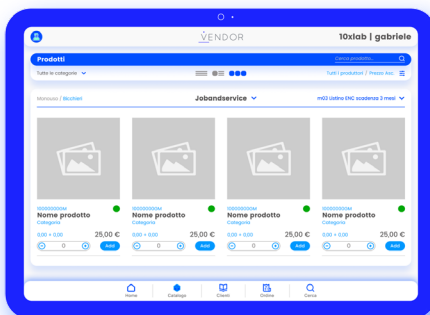 VENDOR
10xlab | gabriele
Prodotti
Cerca prodotto...
Tutte le categorie
Tutti i produttori / Prezzo Asc.
Monouso / Bicchieri
Jobandservice
m03 Listino ENC scadenza 3 mesi
100000000M
Nome prodotto
Categoria
0,00 + 0,00
25,00 €
0
Add
100000000M
Nome prodotto
Categoria
0,00 + 0,00
25,00 €
0
Add
100000000M
Nome prodotto
Categoria
0,00 + 0,00
25,00 €
0
Add
100000000M
Nome prodotto
Categoria
0,00 + 0,00
25,00 €
0
Add
Home
Catalogo
Clienti
Ordine
Cerca